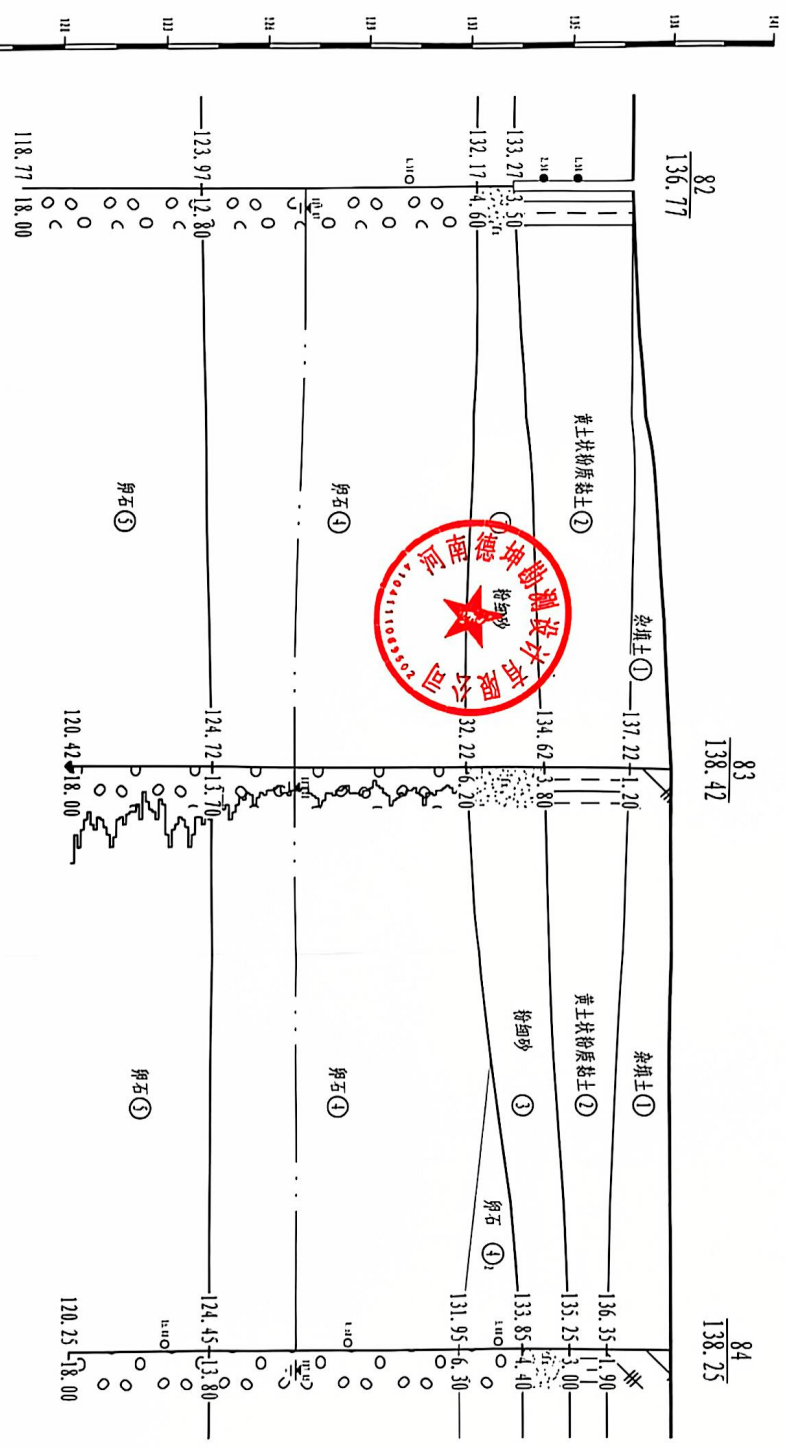 82
136.77
133.27 3.50
132.17 4.60
123.97 12.80
118.77 18.00
杂填土①
黄土状粉质黏土②
粉细砂
卵石④
卵石⑤
河南德坤勘测设计有限公司
83
138.42
137.22 1.20
134.62 3.80
32.22 6.20
124.72 13.70
120.42 18.00
杂填土①
黄土状粉质黏土②
粉细砂 ③
卵石 ④2
卵石④
卵石⑤
84
138.25
136.35 1.90
135.25 3.00
133.85 4.40
131.95 6.30
124.45 13.80
120.25 18.00